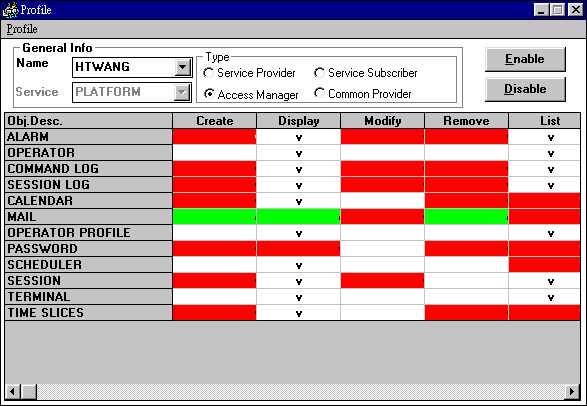 Profile
Profile
General Info
Name HTWANG
Service PLATFORM
Type
Service Provider Service Subscriber
Access Manager Common Provider
Enable
Disable
Obj.Desc. Create Display Modify Remove List
ALARM v v
OPERATOR v v
COMMAND LOG v v
SESSION LOG v v
CALENDAR v
MAIL
OPERATOR PROFILE v v
PASSWORD
SCHEDULER v
SESSION v v
TERMINAL v v
TIME SLICES v